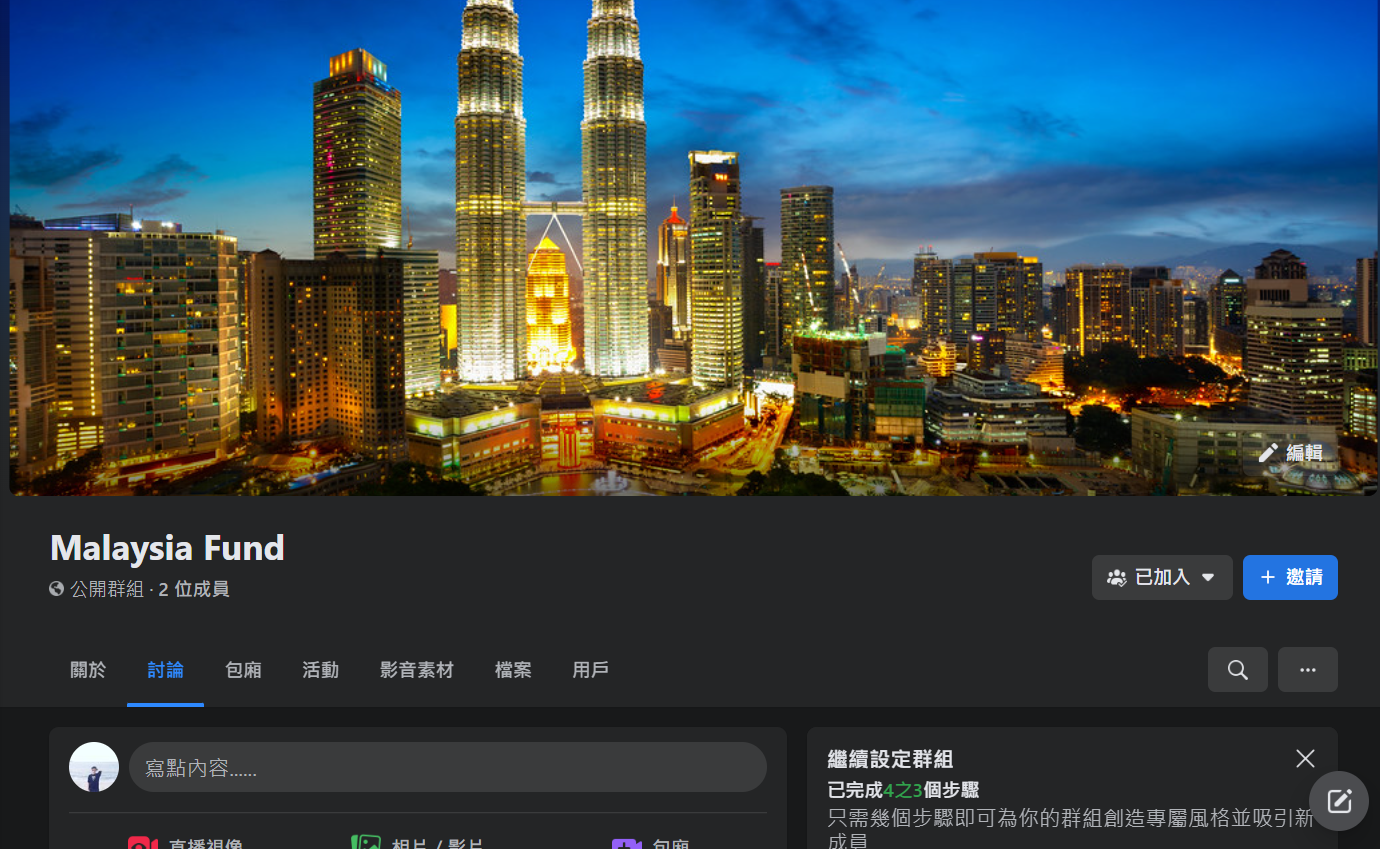 編輯
Malaysia Fund
公開群組 · 2 位成員
已加入
+ 邀請
關於 討論 包廂 活動 影音素材 檔案 用戶
寫點內容......
直播視像 相片 / 影片 包廂
繼續設定群組
已完成4之3個步驟
只需幾個步驟即可為你的群組創造專屬風格並吸引新
成員